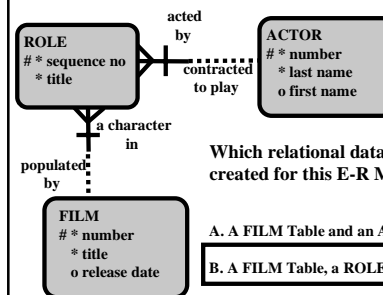 acted
by
ROLE
# * sequence no
* title
ACTOR
# * number
* last name
o first name
contracted
to play
a character
in
populated
by
Which relational data
created for this E-R M
FILM
# * number
* title
o release date
A. A FILM Table and an A
B. A FILM Table, a ROLE